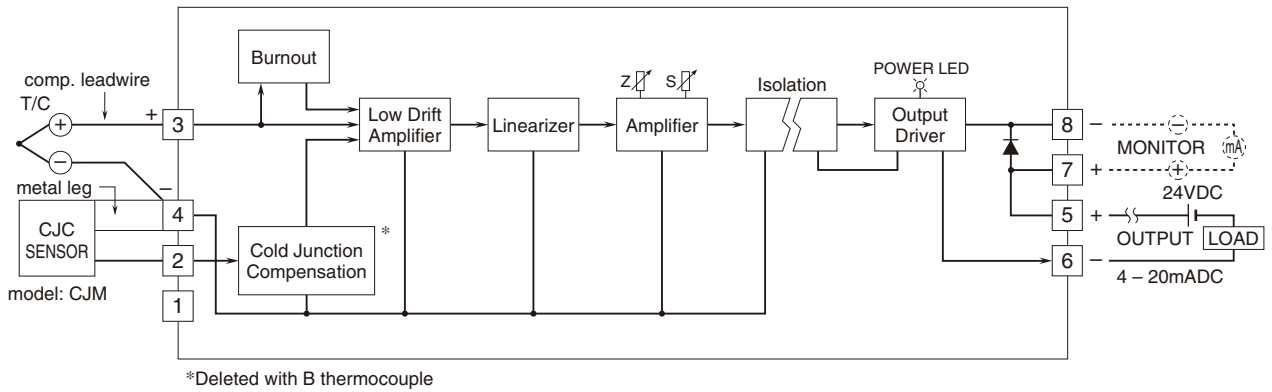 Burnout
comp. leadwire
T/C
+
+
3
−
−
metal leg
CJC
SENSOR
4
2
model: CJM
1
Low Drift
Amplifier
Cold Junction
Compensation
*
Linearizer
Z
S
Amplifier
Isolation
POWER LED
Output
Driver
8
−
−
MONITOR
mA
7
+
+
24VDC
5
+
OUTPUT
LOAD
6
−
4 – 20mADC
*Deleted with B thermocouple